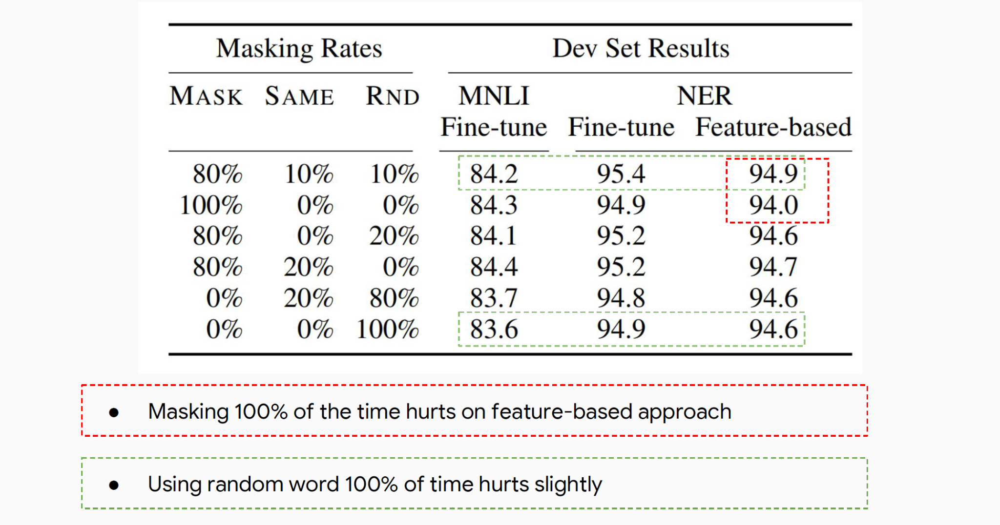 Masking Rates Dev Set Results
MASK SAME RND MNLI NER
Fine-tune Fine-tune Feature-based
80% 10% 10% 84.2 95.4 94.9
100% 0% 0% 84.3 94.9 94.0
80% 0% 20% 84.1 95.2 94.6
80% 20% 0% 84.4 95.2 94.7
0% 20% 80% 83.7 94.8 94.6
0% 0% 100% 83.6 94.9 94.6
● Masking 100% of the time hurts on feature-based approach
● Using random word 100% of time hurts slightly